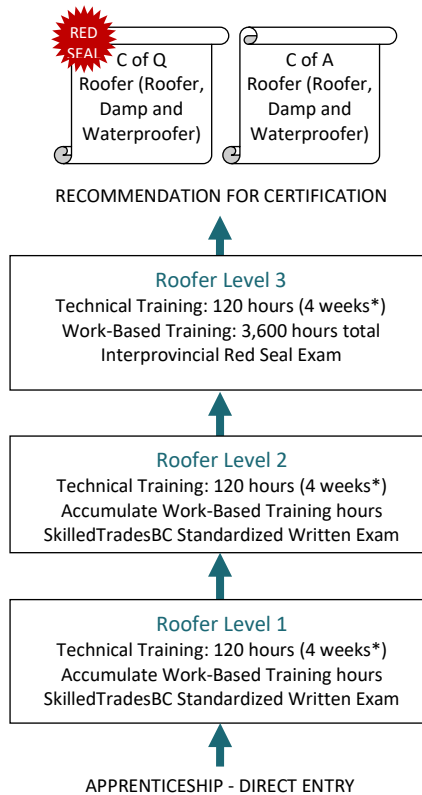 RED
SEAL
C of Q
Roofer (Roofer,
Damp and
Waterproofer)
C of A
Roofer (Roofer,
Damp and
Waterproofer)
RECOMMENDATION FOR CERTIFICATION
Roofer Level 3
Technical Training: 120 hours (4 weeks*)
Work-Based Training: 3,600 hours total
Interprovincial Red Seal Exam
Roofer Level 2
Technical Training: 120 hours (4 weeks*)
Accumulate Work-Based Training hours
SkilledTradesBC Standardized Written Exam
Roofer Level 1
Technical Training: 120 hours (4 weeks*)
Accumulate Work-Based Training hours
SkilledTradesBC Standardized Written Exam
APPRENTICESHIP - DIRECT ENTRY